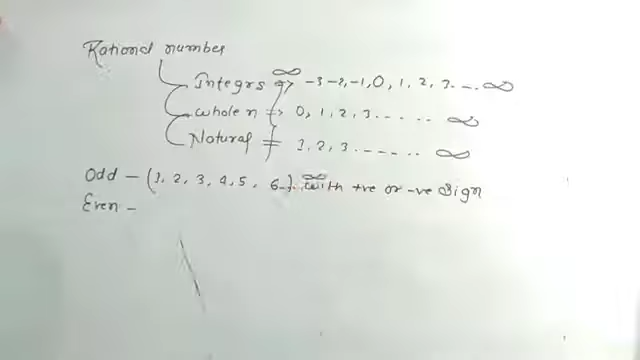 Rational number
Integrs ∞ => -3 -2, -1, 0, 1, 2, 3.... ∞
Whole n => 0, 1, 2, 3...... ∞
Natural = 1, 2, 3....... ∞
Odd - (1, 2, 3, 4, 5, 6..). ∞ with +ve or -ve Sign
Even -